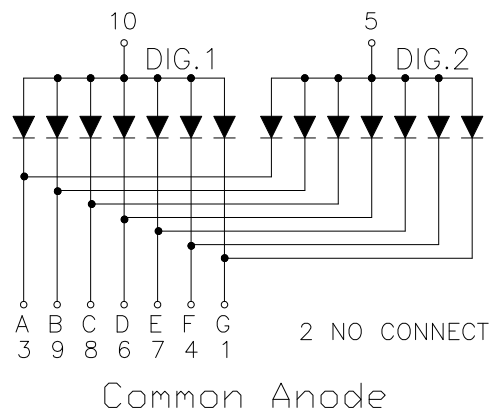 10 5
DIG.1 DIG.2
A B C D E F G
3 9 8 6 7 4 1
2 NO CONNECT
Common Anode